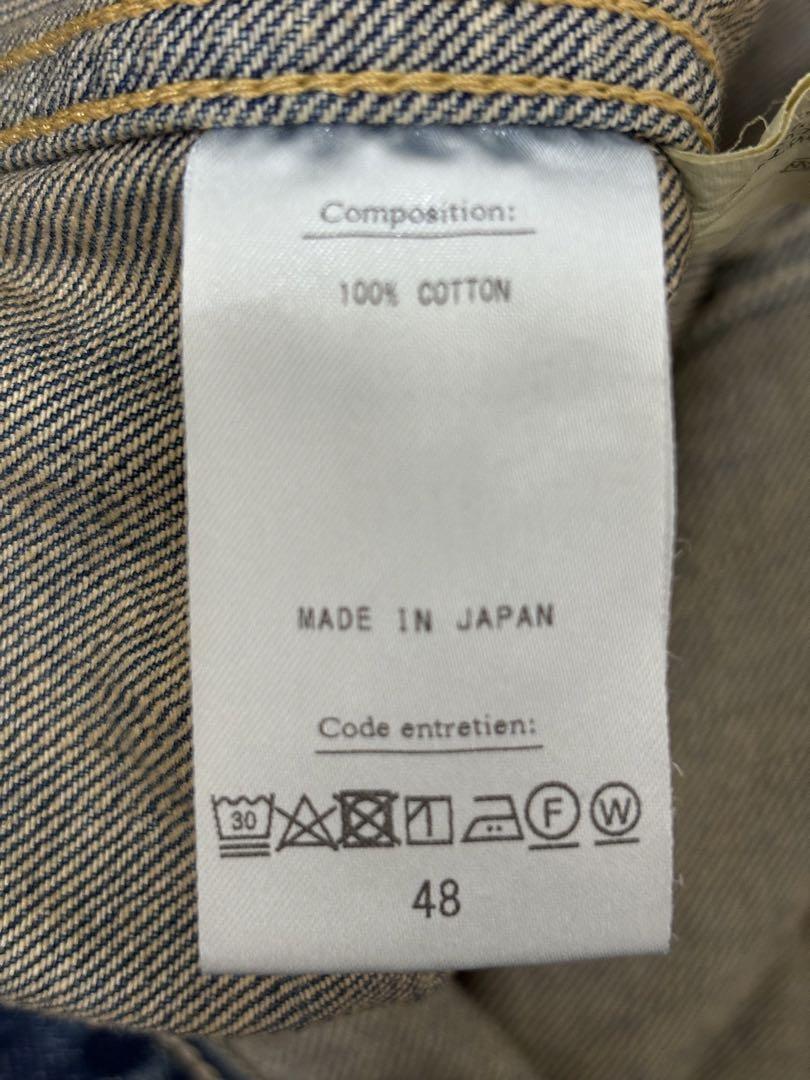 Composition:
100% COTTON
MADE IN JAPAN
Code entretien:
30 F W
48